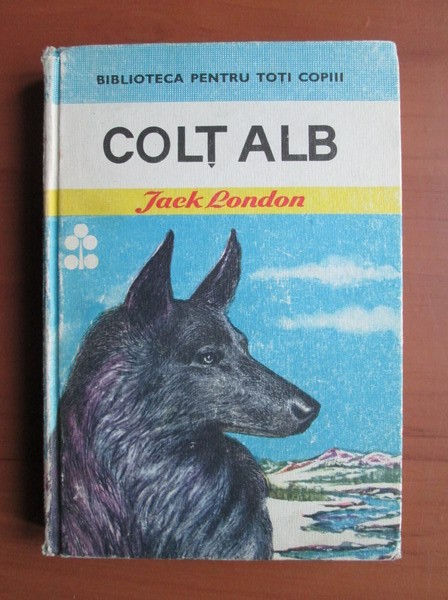 BIBLIOTECA PENTRU TOȚI COPIII
COLȚ ALB
Jack London